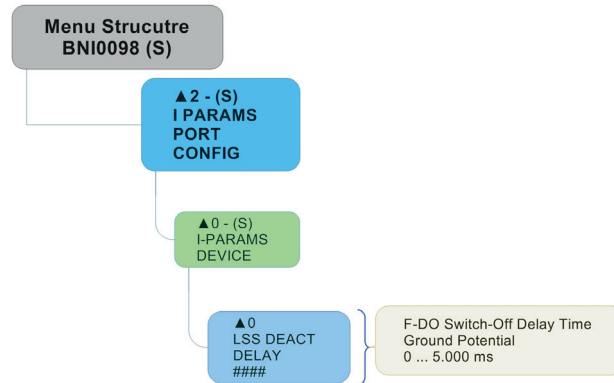 Menu Strucutre
BNI0098 (S)
▲2 - (S)
I PARAMS
PORT
CONFIG
▲0 - (S)
I-PARAMS
DEVICE
▲0
LSS DEACT
DELAY
####
F-DO Switch-Off Delay Time
Ground Potential
0 ... 5.000 ms